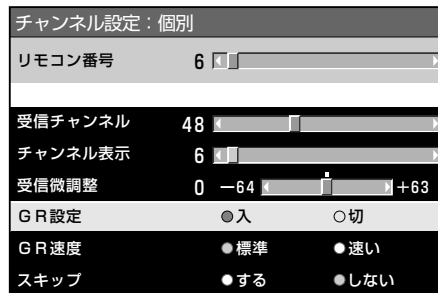 チャンネル設定：個別
リモコン番号 6
受信チャンネル 48
チャンネル表示 6
受信微調整 0 －64 ＋63
ＧＲ設定 ●入 ○切
ＧＲ速度 ●標準 ●速い
スキップ ●する ●しない